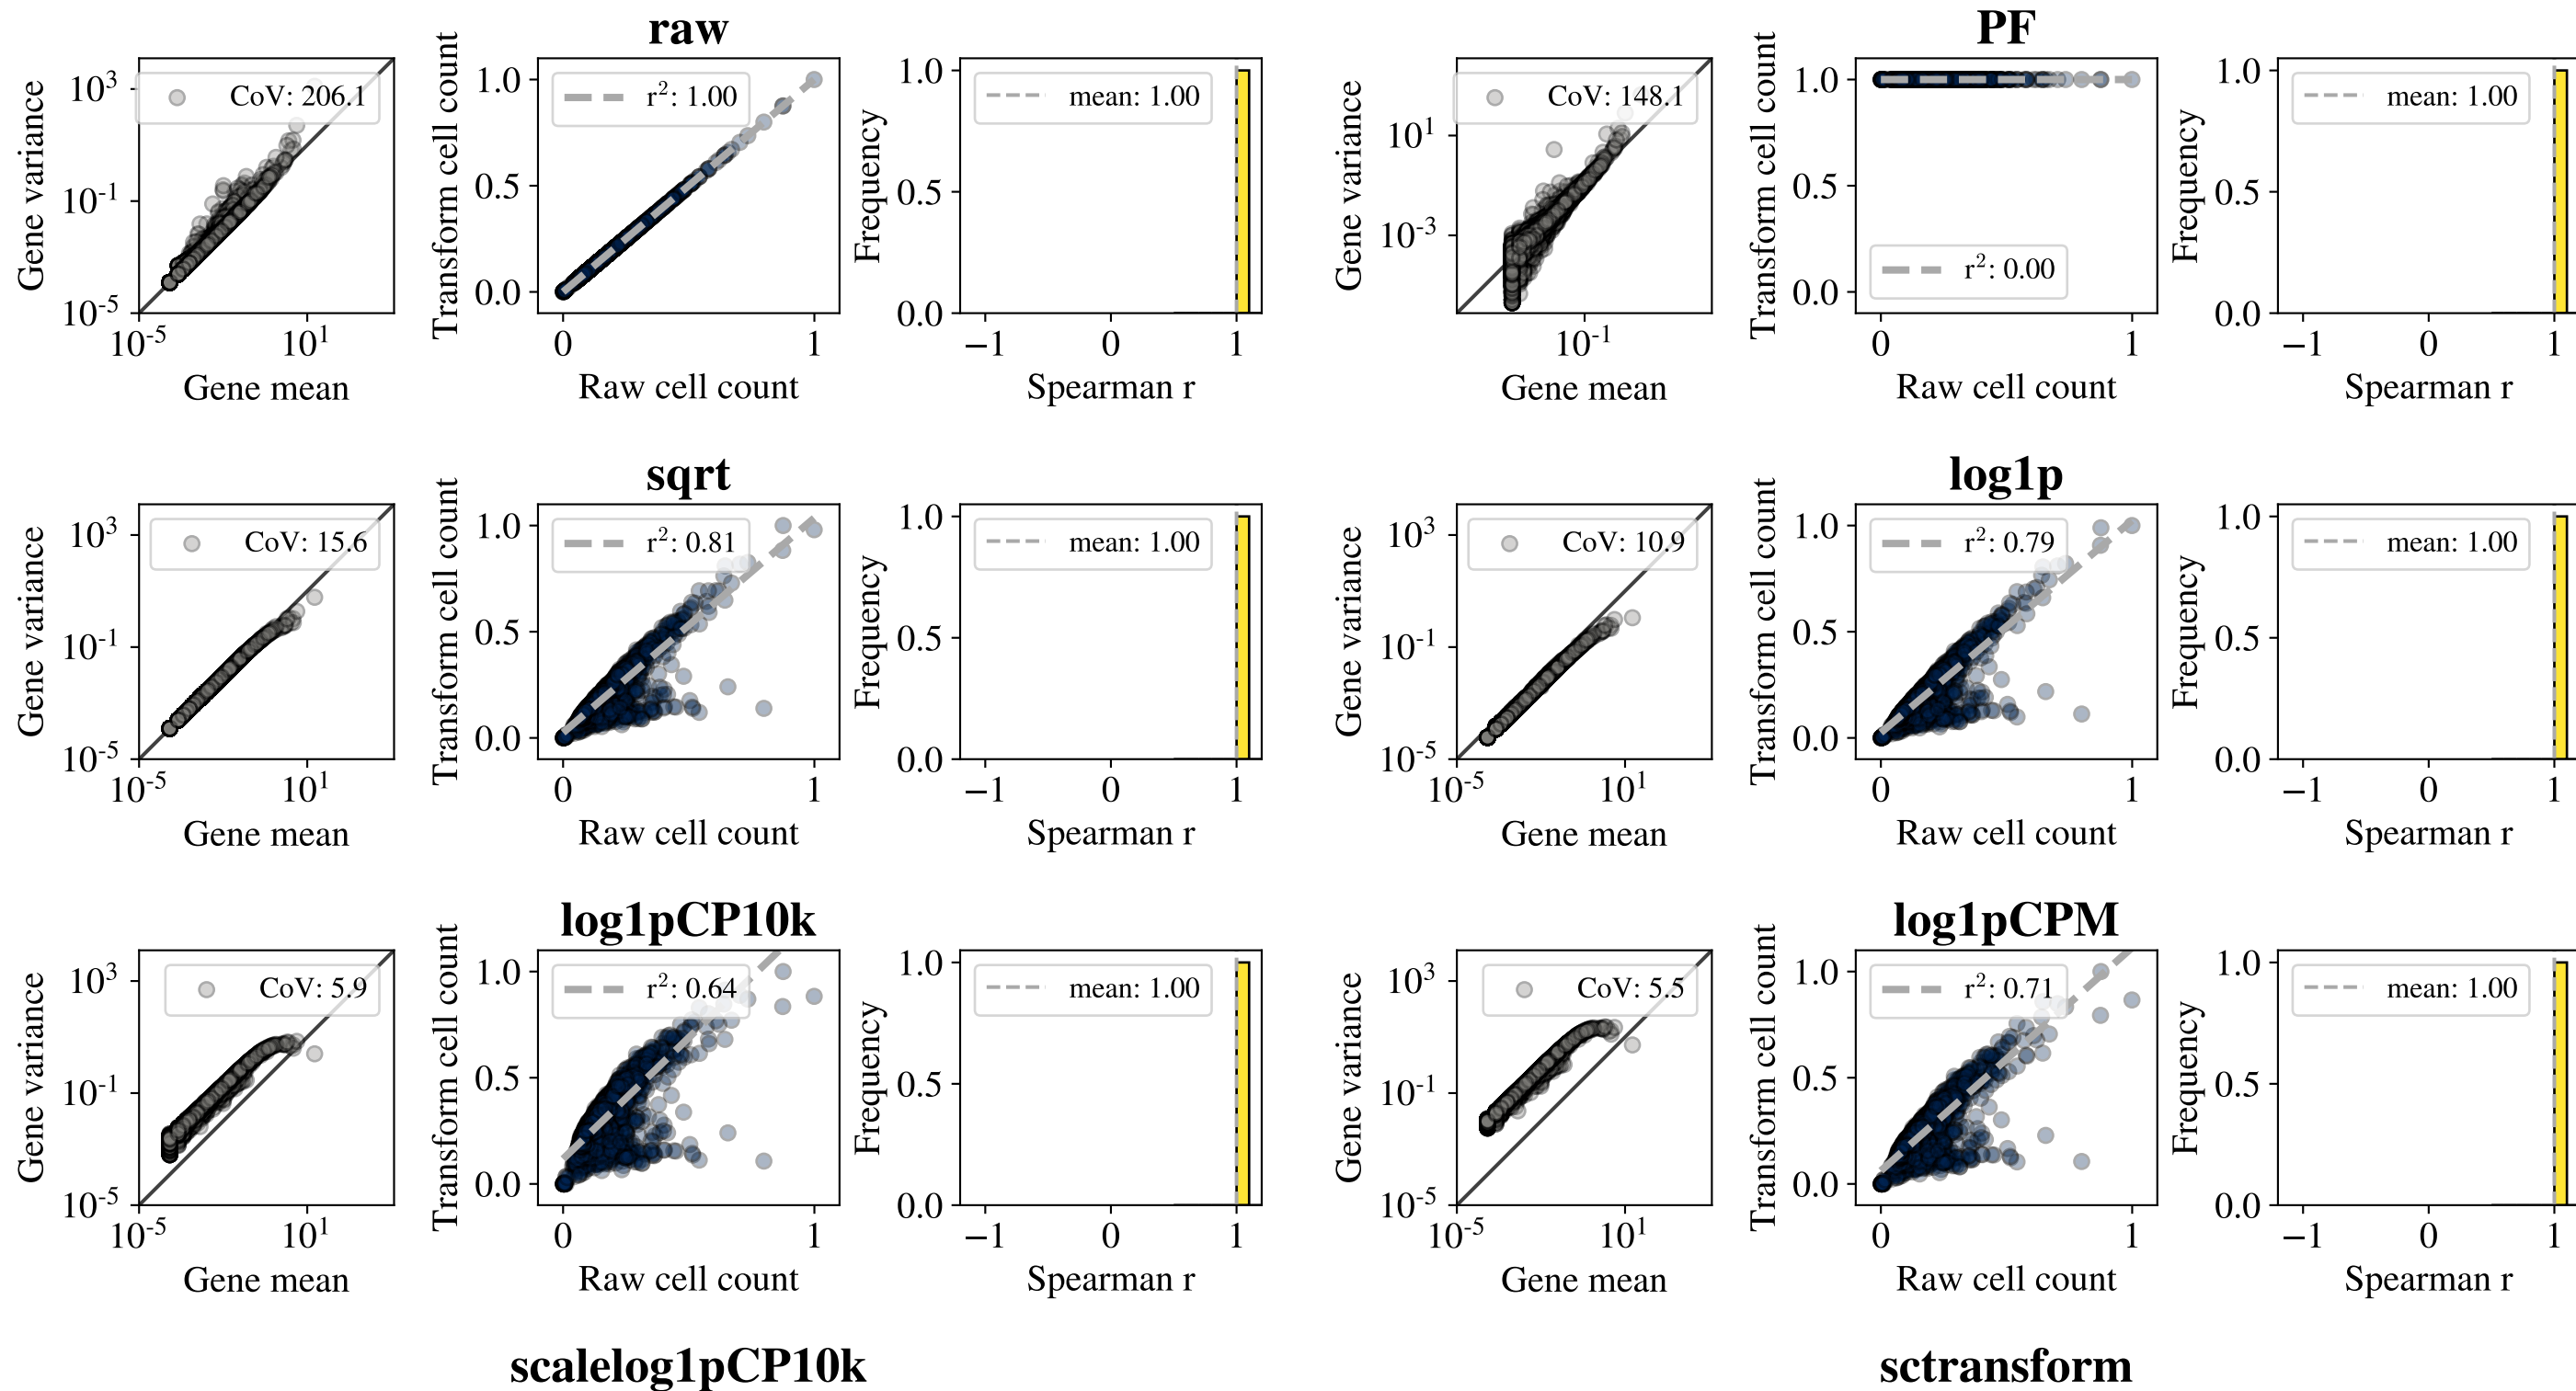 raw
Gene variance
10³
10⁻¹
10⁻⁵
CoV: 206.1
10⁻⁵ 10¹
Gene mean
Transform cell count
1.0
0.5
0.0
r²: 1.00
0 1
Raw cell count
Frequency
1.0
0.5
0.0
mean: 1.00
−1 0 1
Spearman r
PF
Gene variance
10¹
10⁻³
CoV: 148.1
10⁻¹
Gene mean
Transform cell count
1.0
0.5
0.0
r²: 0.00
0 1
Raw cell count
Frequency
1.0
0.5
0.0
mean: 1.00
−1 0 1
Spearman r
sqrt
Gene variance
10³
10⁻¹
10⁻⁵
CoV: 15.6
10⁻⁵ 10¹
Gene mean
Transform cell count
1.0
0.5
0.0
r²: 0.81
0 1
Raw cell count
Frequency
1.0
0.5
0.0
mean: 1.00
−1 0 1
Spearman r
log1p
Gene variance
10³
10⁻¹
10⁻⁵
CoV: 10.9
10⁻⁵ 10¹
Gene mean
Transform cell count
1.0
0.5
0.0
r²: 0.79
0 1
Raw cell count
Frequency
1.0
0.5
0.0
mean: 1.00
−1 0 1
Spearman r
log1pCP10k
Gene variance
10³
10⁻¹
10⁻⁵
CoV: 5.9
10⁻⁵ 10¹
Gene mean
Transform cell count
1.0
0.5
0.0
r²: 0.64
0 1
Raw cell count
Frequency
1.0
0.5
0.0
mean: 1.00
−1 0 1
Spearman r
log1pCPM
Gene variance
10³
10⁻¹
10⁻⁵
CoV: 5.5
10⁻⁵ 10¹
Gene mean
Transform cell count
1.0
0.5
0.0
r²: 0.71
0 1
Raw cell count
Frequency
1.0
0.5
0.0
mean: 1.00
−1 0 1
Spearman r
scalelog1pCP10k
sctransform